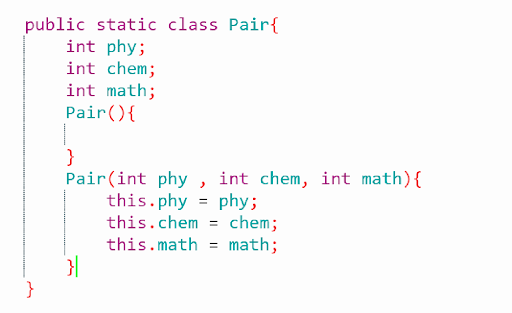 public static class Pair{
int phy;
int chem;
int math;
Pair(){
}
Pair(int phy , int chem, int math){
this.phy = phy;
this.chem = chem;
this.math = math;
}
}